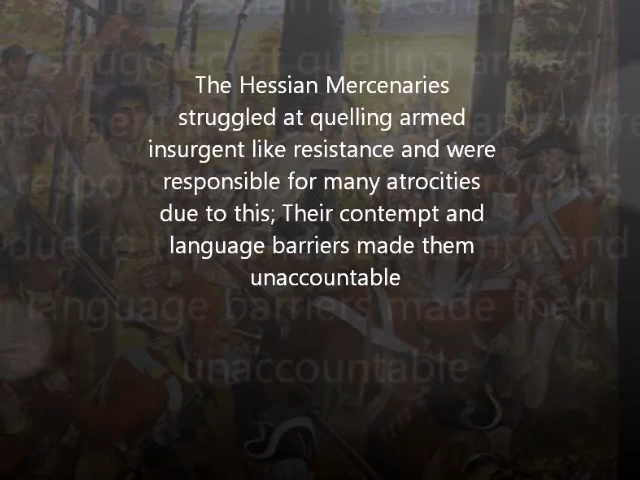 The Hessian Mercenaries
struggled at quelling armed
insurgent like resistance and were
responsible for many atrocities
due to this; Their contempt and
language barriers made them
unaccountable